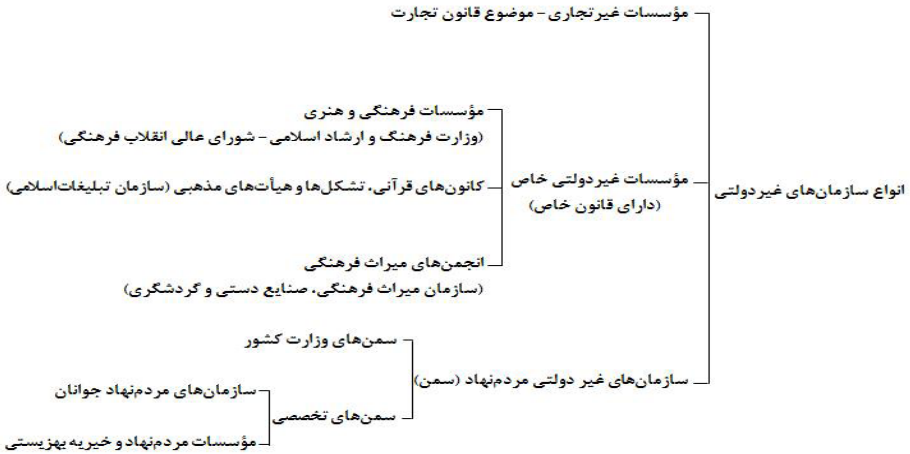 انواع سازمان‌های غیردولتی
مؤسسات غیرتجاری – موضوع قانون تجارت
مؤسسات غیردولتی خاص
(دارای قانون خاص)
مؤسسات فرهنگی و هنری
(وزارت فرهنگ و ارشاد اسلامی – شورای عالی انقلاب فرهنگی)
کانون‌های قرآنی، تشکل‌ها و هیأت‌های مذهبی (سازمان تبلیغات‌اسلامی)
انجمن‌های میراث فرهنگی
(سازمان میراث فرهنگی، صنایع دستی و گردشگری)
سازمان‌های غیر دولتی مردم‌نهاد (سمن)
سمن‌های وزارت کشور
سمن‌های تخصصی
سازمان‌های مردم‌نهاد جوانان
مؤسسات مردم‌نهاد و خیریه بهزیستی